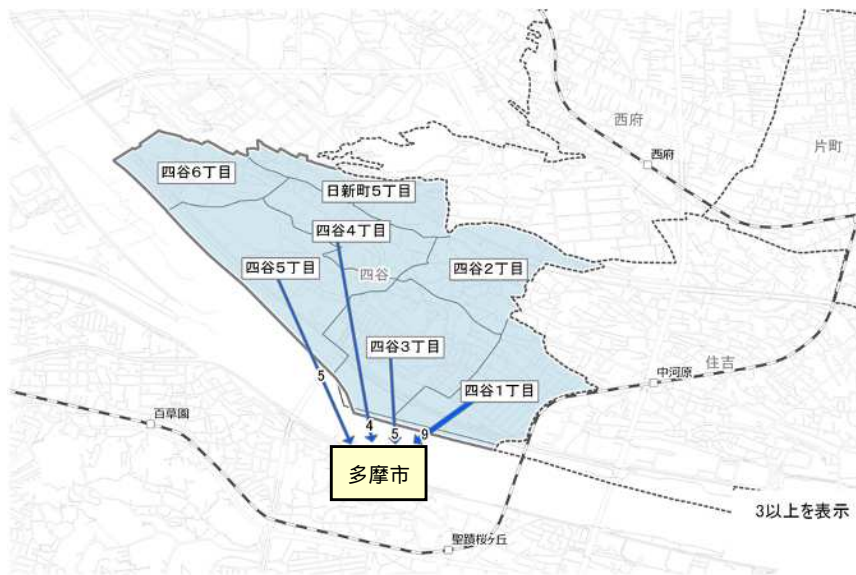 西府
片町
西府
四谷6丁目
日新町5丁目
四谷4丁目
四谷5丁目
四谷
四谷2丁目
四谷3丁目
住吉
中河原
四谷1丁目
5
百草園
4
5
9
多摩市
3以上を表示
聖蹟桜ヶ丘